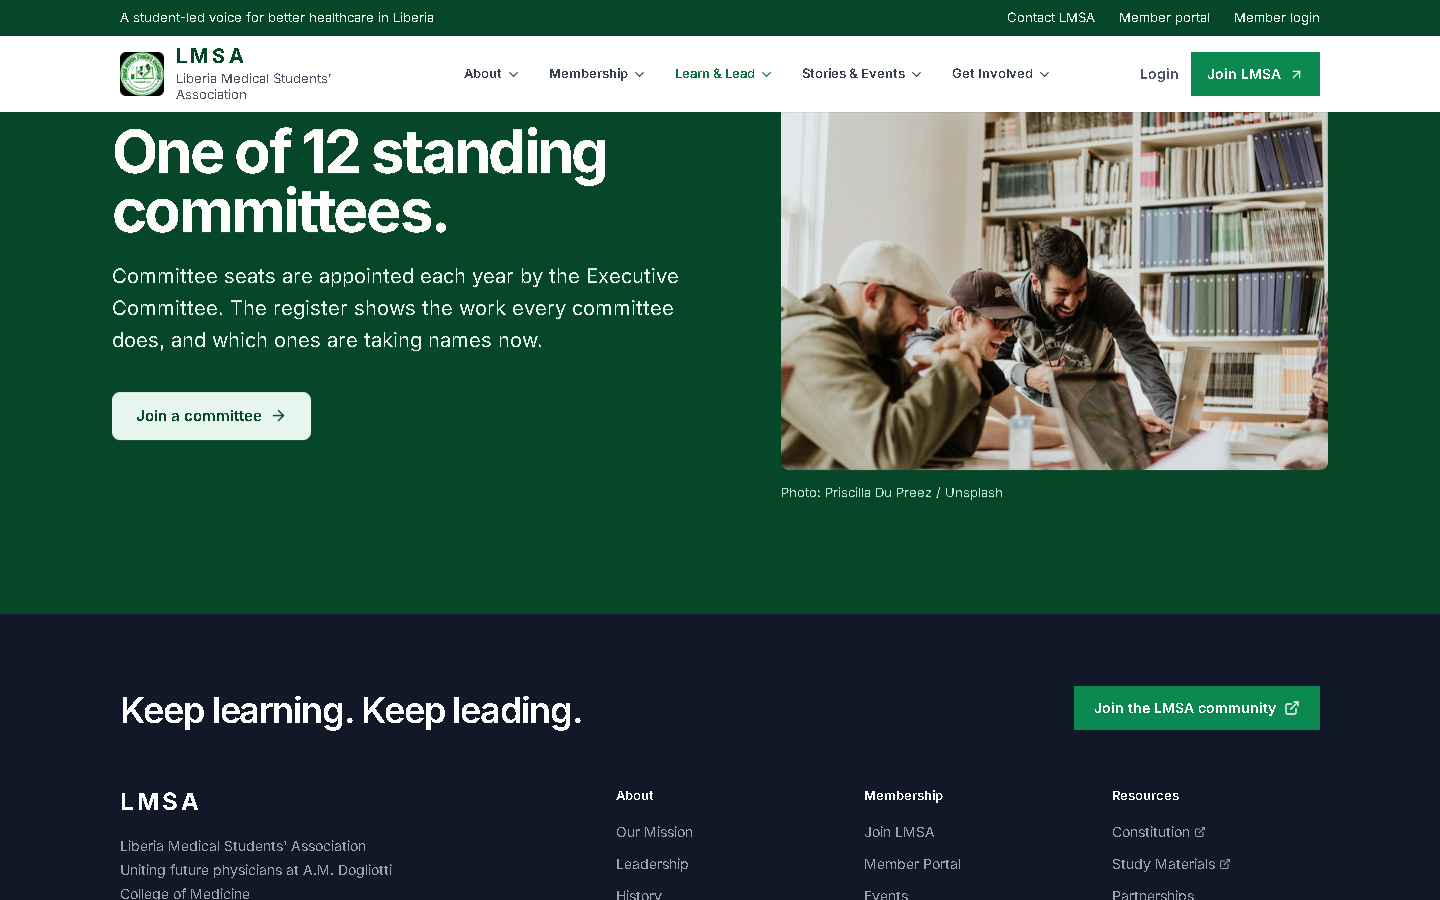 A student-led voice for better healthcare in Liberia
Contact LMSA Member portal Member login
LMSA
Liberia Medical Students'
Association
About Membership Learn & Lead Stories & Events Get Involved Login Join LMSA
One of 12 standing
committees.
Committee seats are appointed each year by the Executive
Committee. The register shows the work every committee
does, and which ones are taking names now.
Join a committee
Photo: Priscilla Du Preez / Unsplash
Keep learning. Keep leading.
Join the LMSA community
LMSA
Liberia Medical Students' Association
Uniting future physicians at A.M. Dogliotti
College of Medicine
About
Our Mission
Leadership
History
Membership
Join LMSA
Member Portal
Events
Resources
Constitution
Study Materials
Partnerships